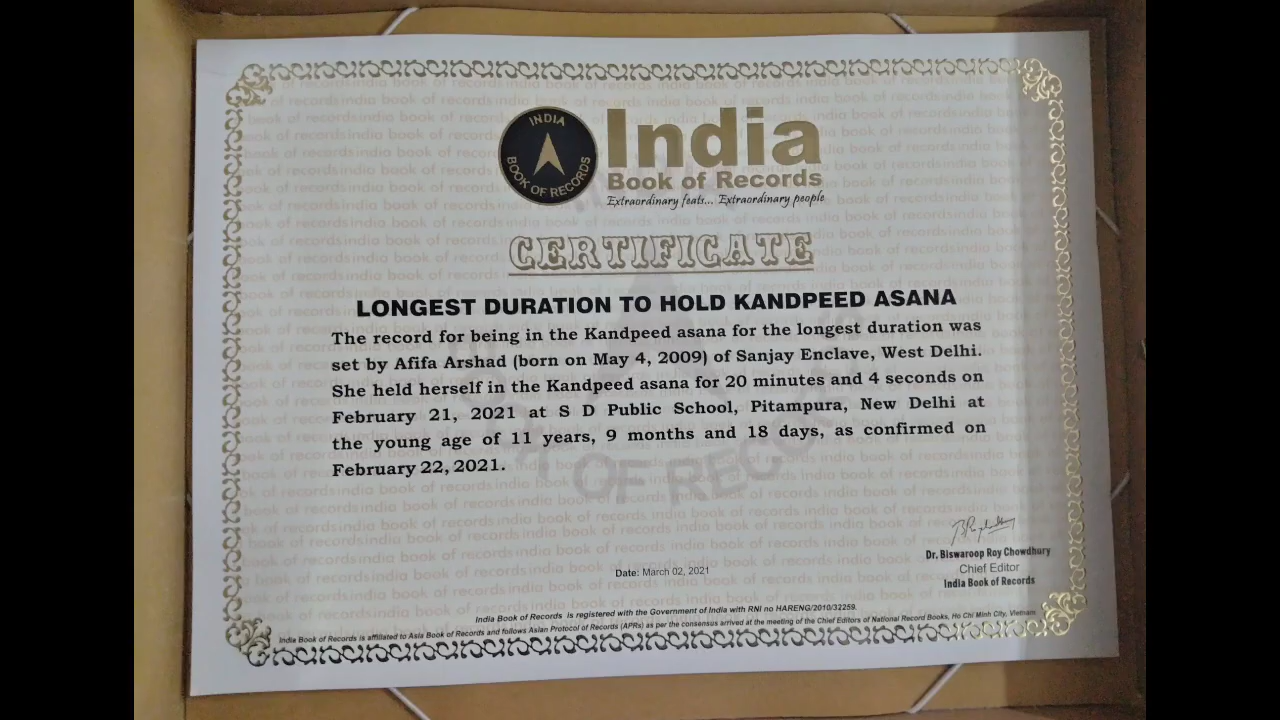 INDIA
BOOK OF RECORDS
India
Book of Records
Extraordinary feats... Extraordinary people
CERTIFICATE
LONGEST DURATION TO HOLD KANDPEED ASANA
The record for being in the Kandpeed asana for the longest duration was
set by Afifa Arshad (born on May 4, 2009) of Sanjay Enclave, West Delhi.
She held herself in the Kandpeed asana for 20 minutes and 4 seconds on
February 21, 2021 at S D Public School, Pitampura, New Delhi at
the young age of 11 years, 9 months and 18 days, as confirmed on
February 22, 2021.
Date: March 02, 2021
Dr. Biswaroop Roy Chowdhury
Chief Editor
India Book of Records
India Book of Records is registered with the Government of India with RNI no HARENG/2010/32259.
India Book of Records is affiliated to Asia Book of Records and follows Asian Protocol of Records (APRs) as per the consensus arrived at the meeting of the Chief Editors of National Record Books, Ho Chi Minh City, Vietnam